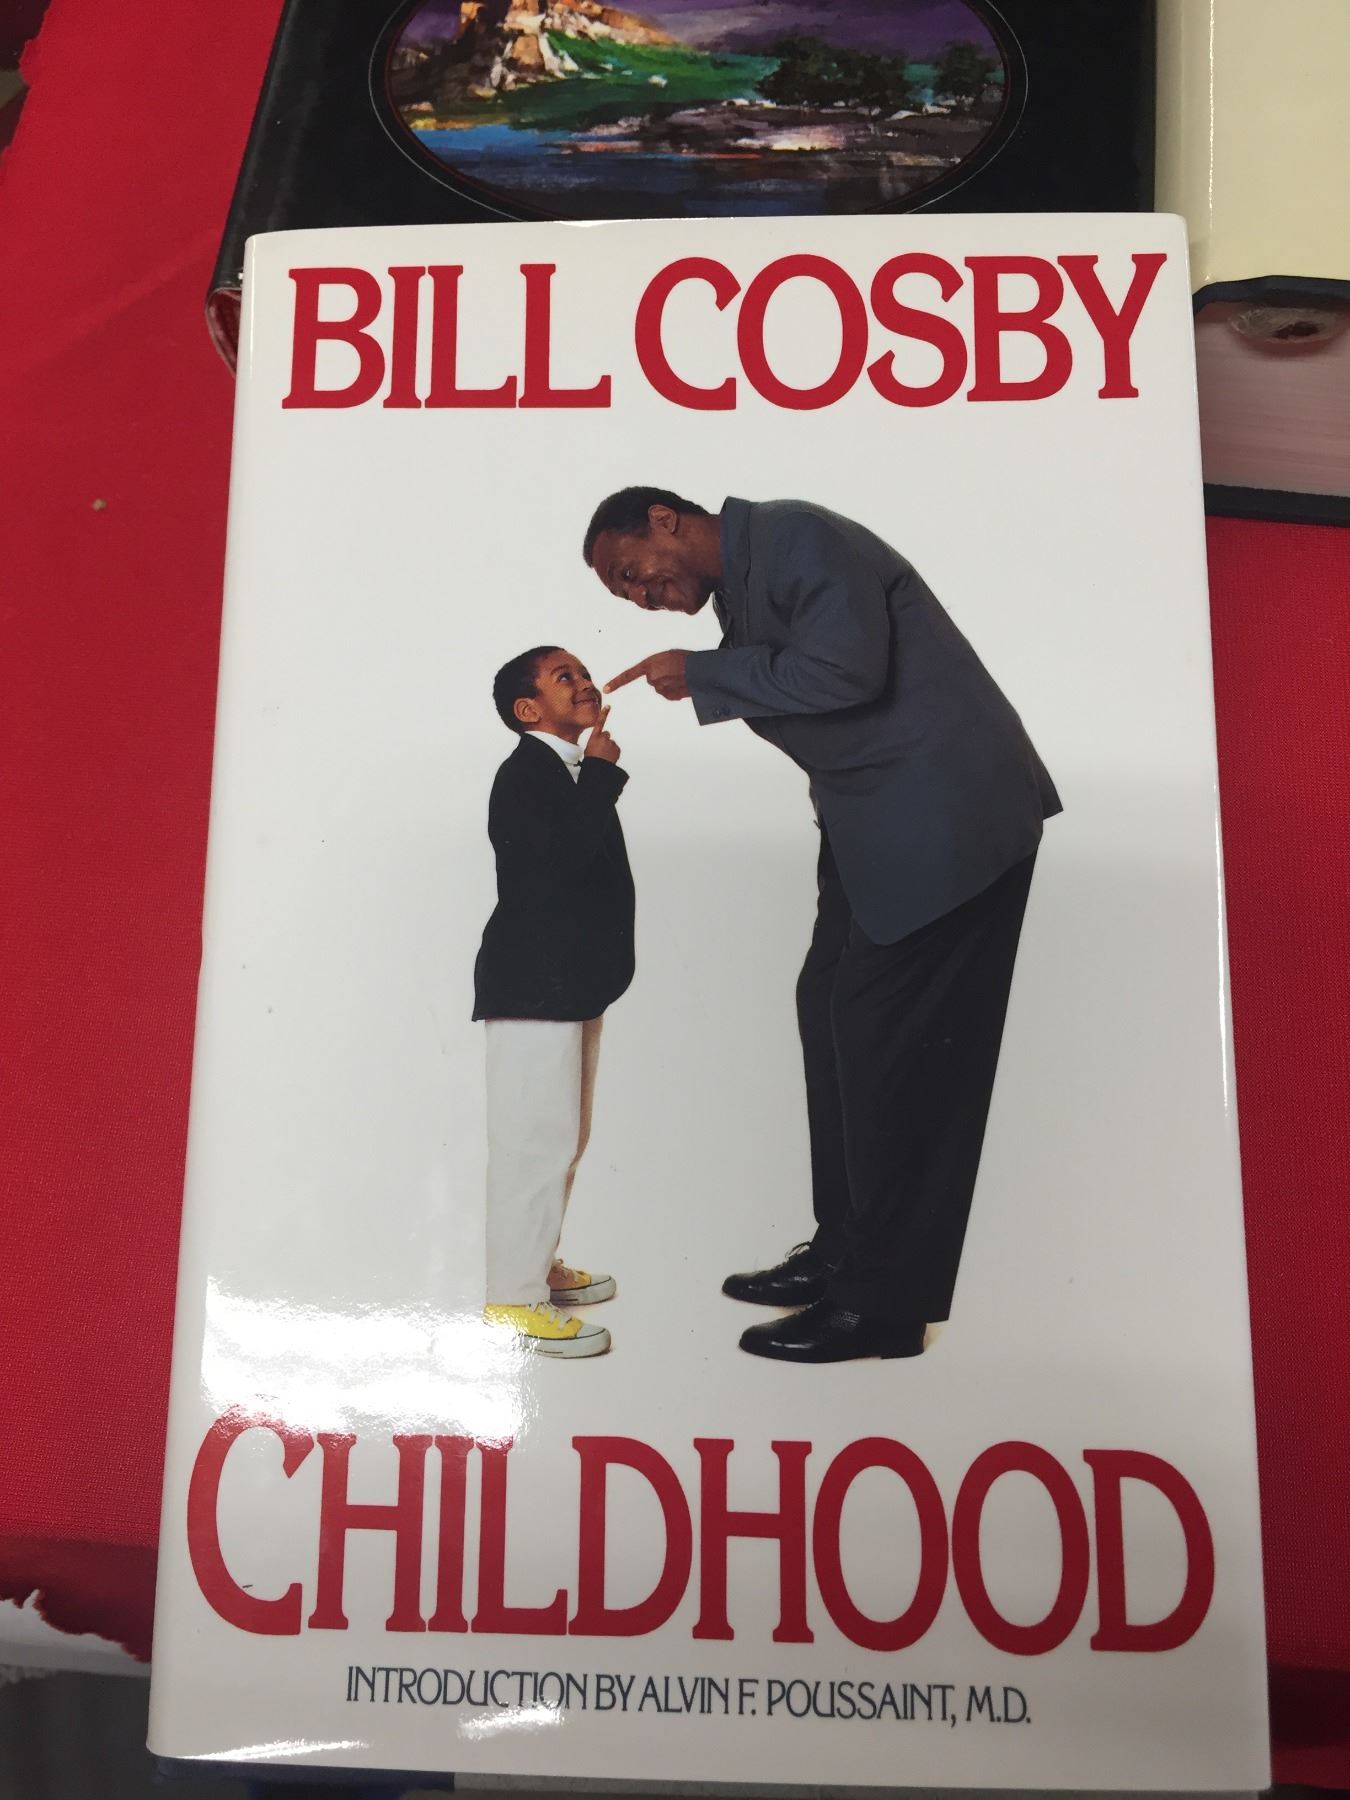 BILL COSBY
CHILDHOOD
INTRODUCTION BY ALVIN F. POUSSAINT, M.D.